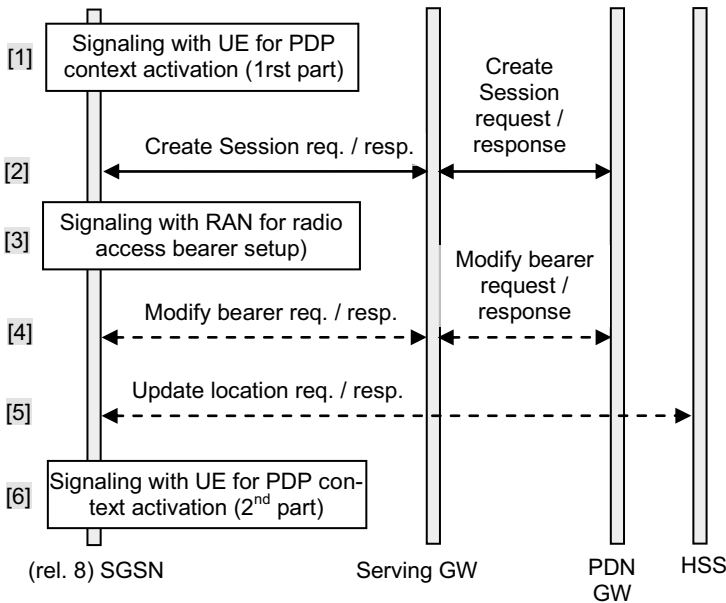 [1]
Signaling with UE for PDP
context activation (1rst part)
Create
Session
request /
response
[2]
Create Session req. / resp.
[3]
Signaling with RAN for radio
access bearer setup)
Modify bearer
request /
response
[4]
Modify bearer req. / resp.
Update location req. / resp.
[5]
[6]
Signaling with UE for PDP con-
text activation (2nd part)
(rel. 8) SGSN
Serving GW
PDN
GW
HSS